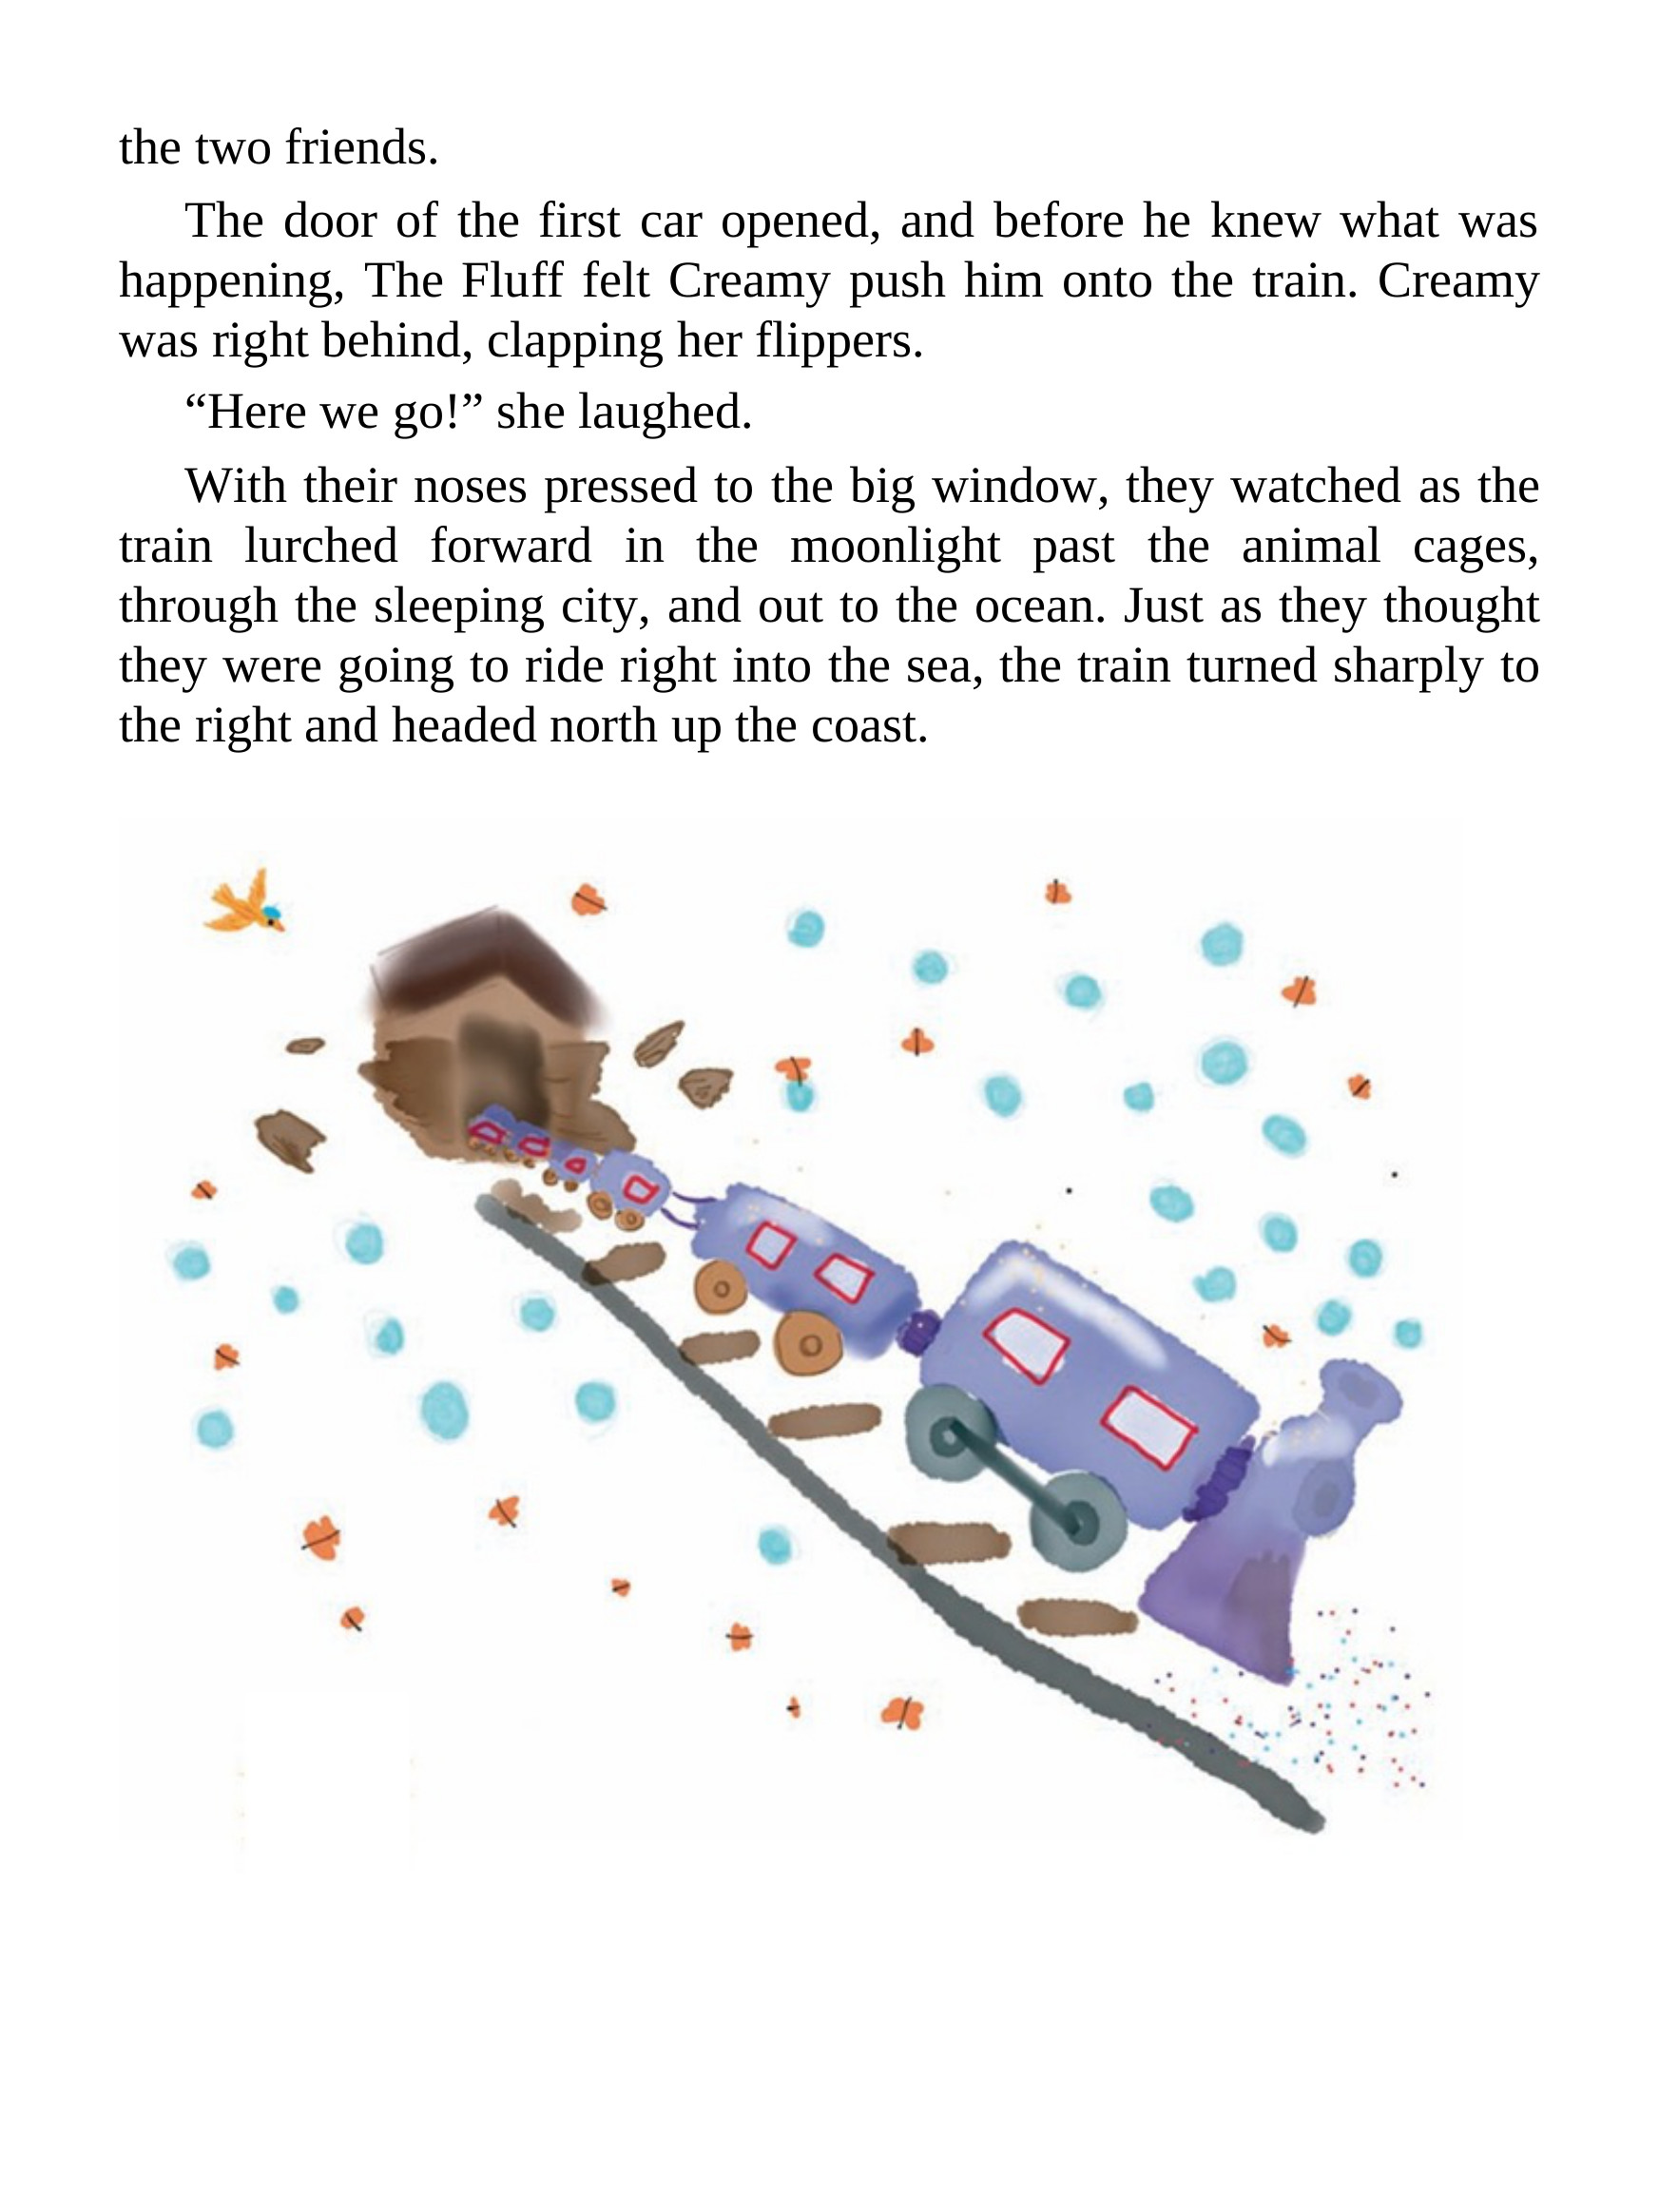 the two friends.
The door of the first car opened, and before he knew what was
happening, The Fluff felt Creamy push him onto the train. Creamy
was right behind, clapping her flippers.
“Here we go!” she laughed.
With their noses pressed to the big window, they watched as the
train lurched forward in the moonlight past the animal cages,
through the sleeping city, and out to the ocean. Just as they thought
they were going to ride right into the sea, the train turned sharply to
the right and headed north up the coast.